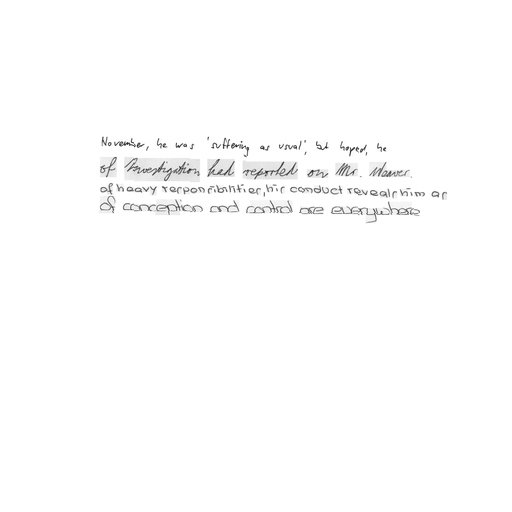 November, he was 'suffering as usual', but hoped, he
of Investigation had reported on Mr. Weaver.
of heavy responsibilities, his conduct reveals him as
of conception and control are everywhere